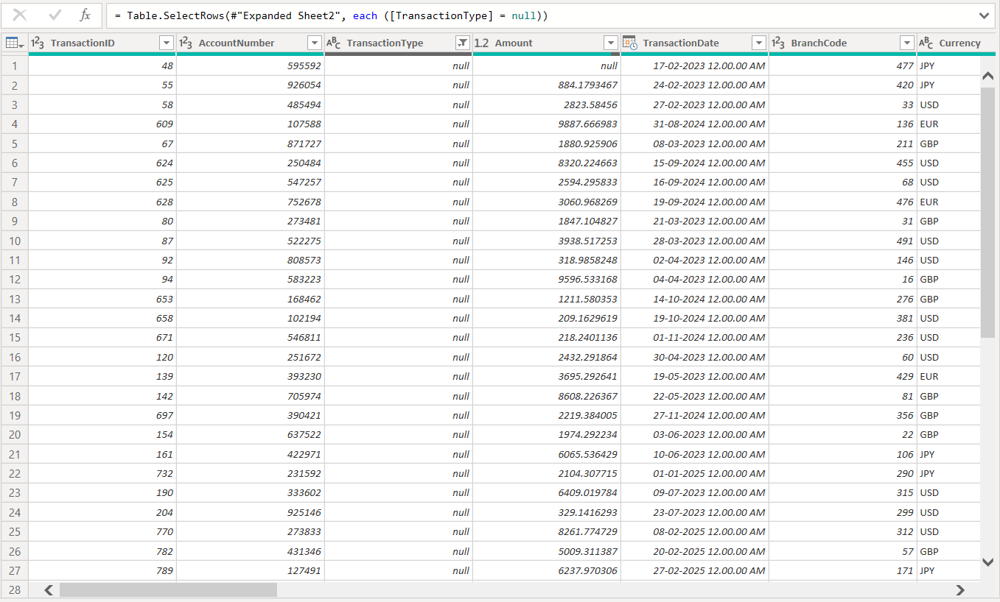 fx = Table.SelectRows(#"Expanded Sheet2", each ([TransactionType] = null))
1²3 TransactionID 1²3 AccountNumber ABC TransactionType 1.2 Amount TransactionDate 1²3 BranchCode ABC Currency
1 48 595592 null null 17-02-2023 12.00.00 AM 477 JPY
2 55 926054 null 884.1793467 24-02-2023 12.00.00 AM 420 JPY
3 58 485494 null 2823.58456 27-02-2023 12.00.00 AM 33 USD
4 609 107588 null 9887.666983 31-08-2024 12.00.00 AM 136 EUR
5 67 871727 null 1880.925906 08-03-2023 12.00.00 AM 211 GBP
6 624 250484 null 8320.224663 15-09-2024 12.00.00 AM 455 USD
7 625 547257 null 2594.295833 16-09-2024 12.00.00 AM 68 USD
8 628 752678 null 3060.968269 19-09-2024 12.00.00 AM 476 EUR
9 80 273481 null 1847.104827 21-03-2023 12.00.00 AM 31 GBP
10 87 522275 null 3938.517253 28-03-2023 12.00.00 AM 491 USD
11 92 808573 null 318.9858248 02-04-2023 12.00.00 AM 146 USD
12 94 583223 null 9596.533168 04-04-2023 12.00.00 AM 16 GBP
13 653 168462 null 1211.580353 14-10-2024 12.00.00 AM 276 GBP
14 658 102194 null 209.1629619 19-10-2024 12.00.00 AM 381 USD
15 671 546811 null 218.2401136 01-11-2024 12.00.00 AM 236 USD
16 120 251672 null 2432.291864 30-04-2023 12.00.00 AM 60 USD
17 139 393230 null 3695.292641 19-05-2023 12.00.00 AM 429 EUR
18 142 705974 null 8608.226367 22-05-2023 12.00.00 AM 81 GBP
19 697 390421 null 2219.384005 27-11-2024 12.00.00 AM 356 GBP
20 154 637522 null 1974.292234 03-06-2023 12.00.00 AM 22 GBP
21 161 422971 null 6065.536429 10-06-2023 12.00.00 AM 106 JPY
22 732 231592 null 2104.307715 01-01-2025 12.00.00 AM 290 JPY
23 190 333602 null 6409.019784 09-07-2023 12.00.00 AM 315 USD
24 204 925146 null 329.1416293 23-07-2023 12.00.00 AM 299 USD
25 770 273833 null 8261.774729 08-02-2025 12.00.00 AM 312 USD
26 782 431346 null 5009.311387 20-02-2025 12.00.00 AM 57 GBP
27 789 127491 null 6237.970306 27-02-2025 12.00.00 AM 171 JPY
28